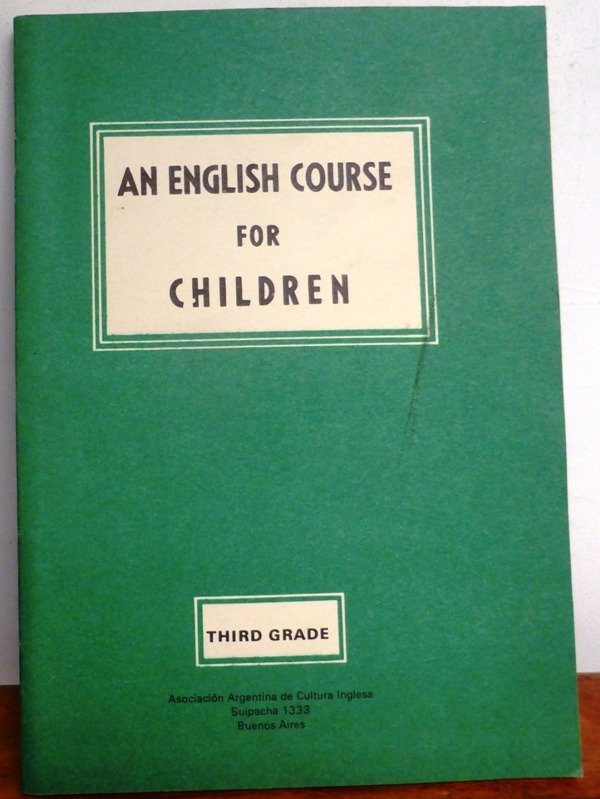 AN ENGLISH COURSE
FOR
CHILDREN
THIRD GRADE
Asociación Argentina de Cultura Inglesa
Suipacha 1333
Buenos Aires